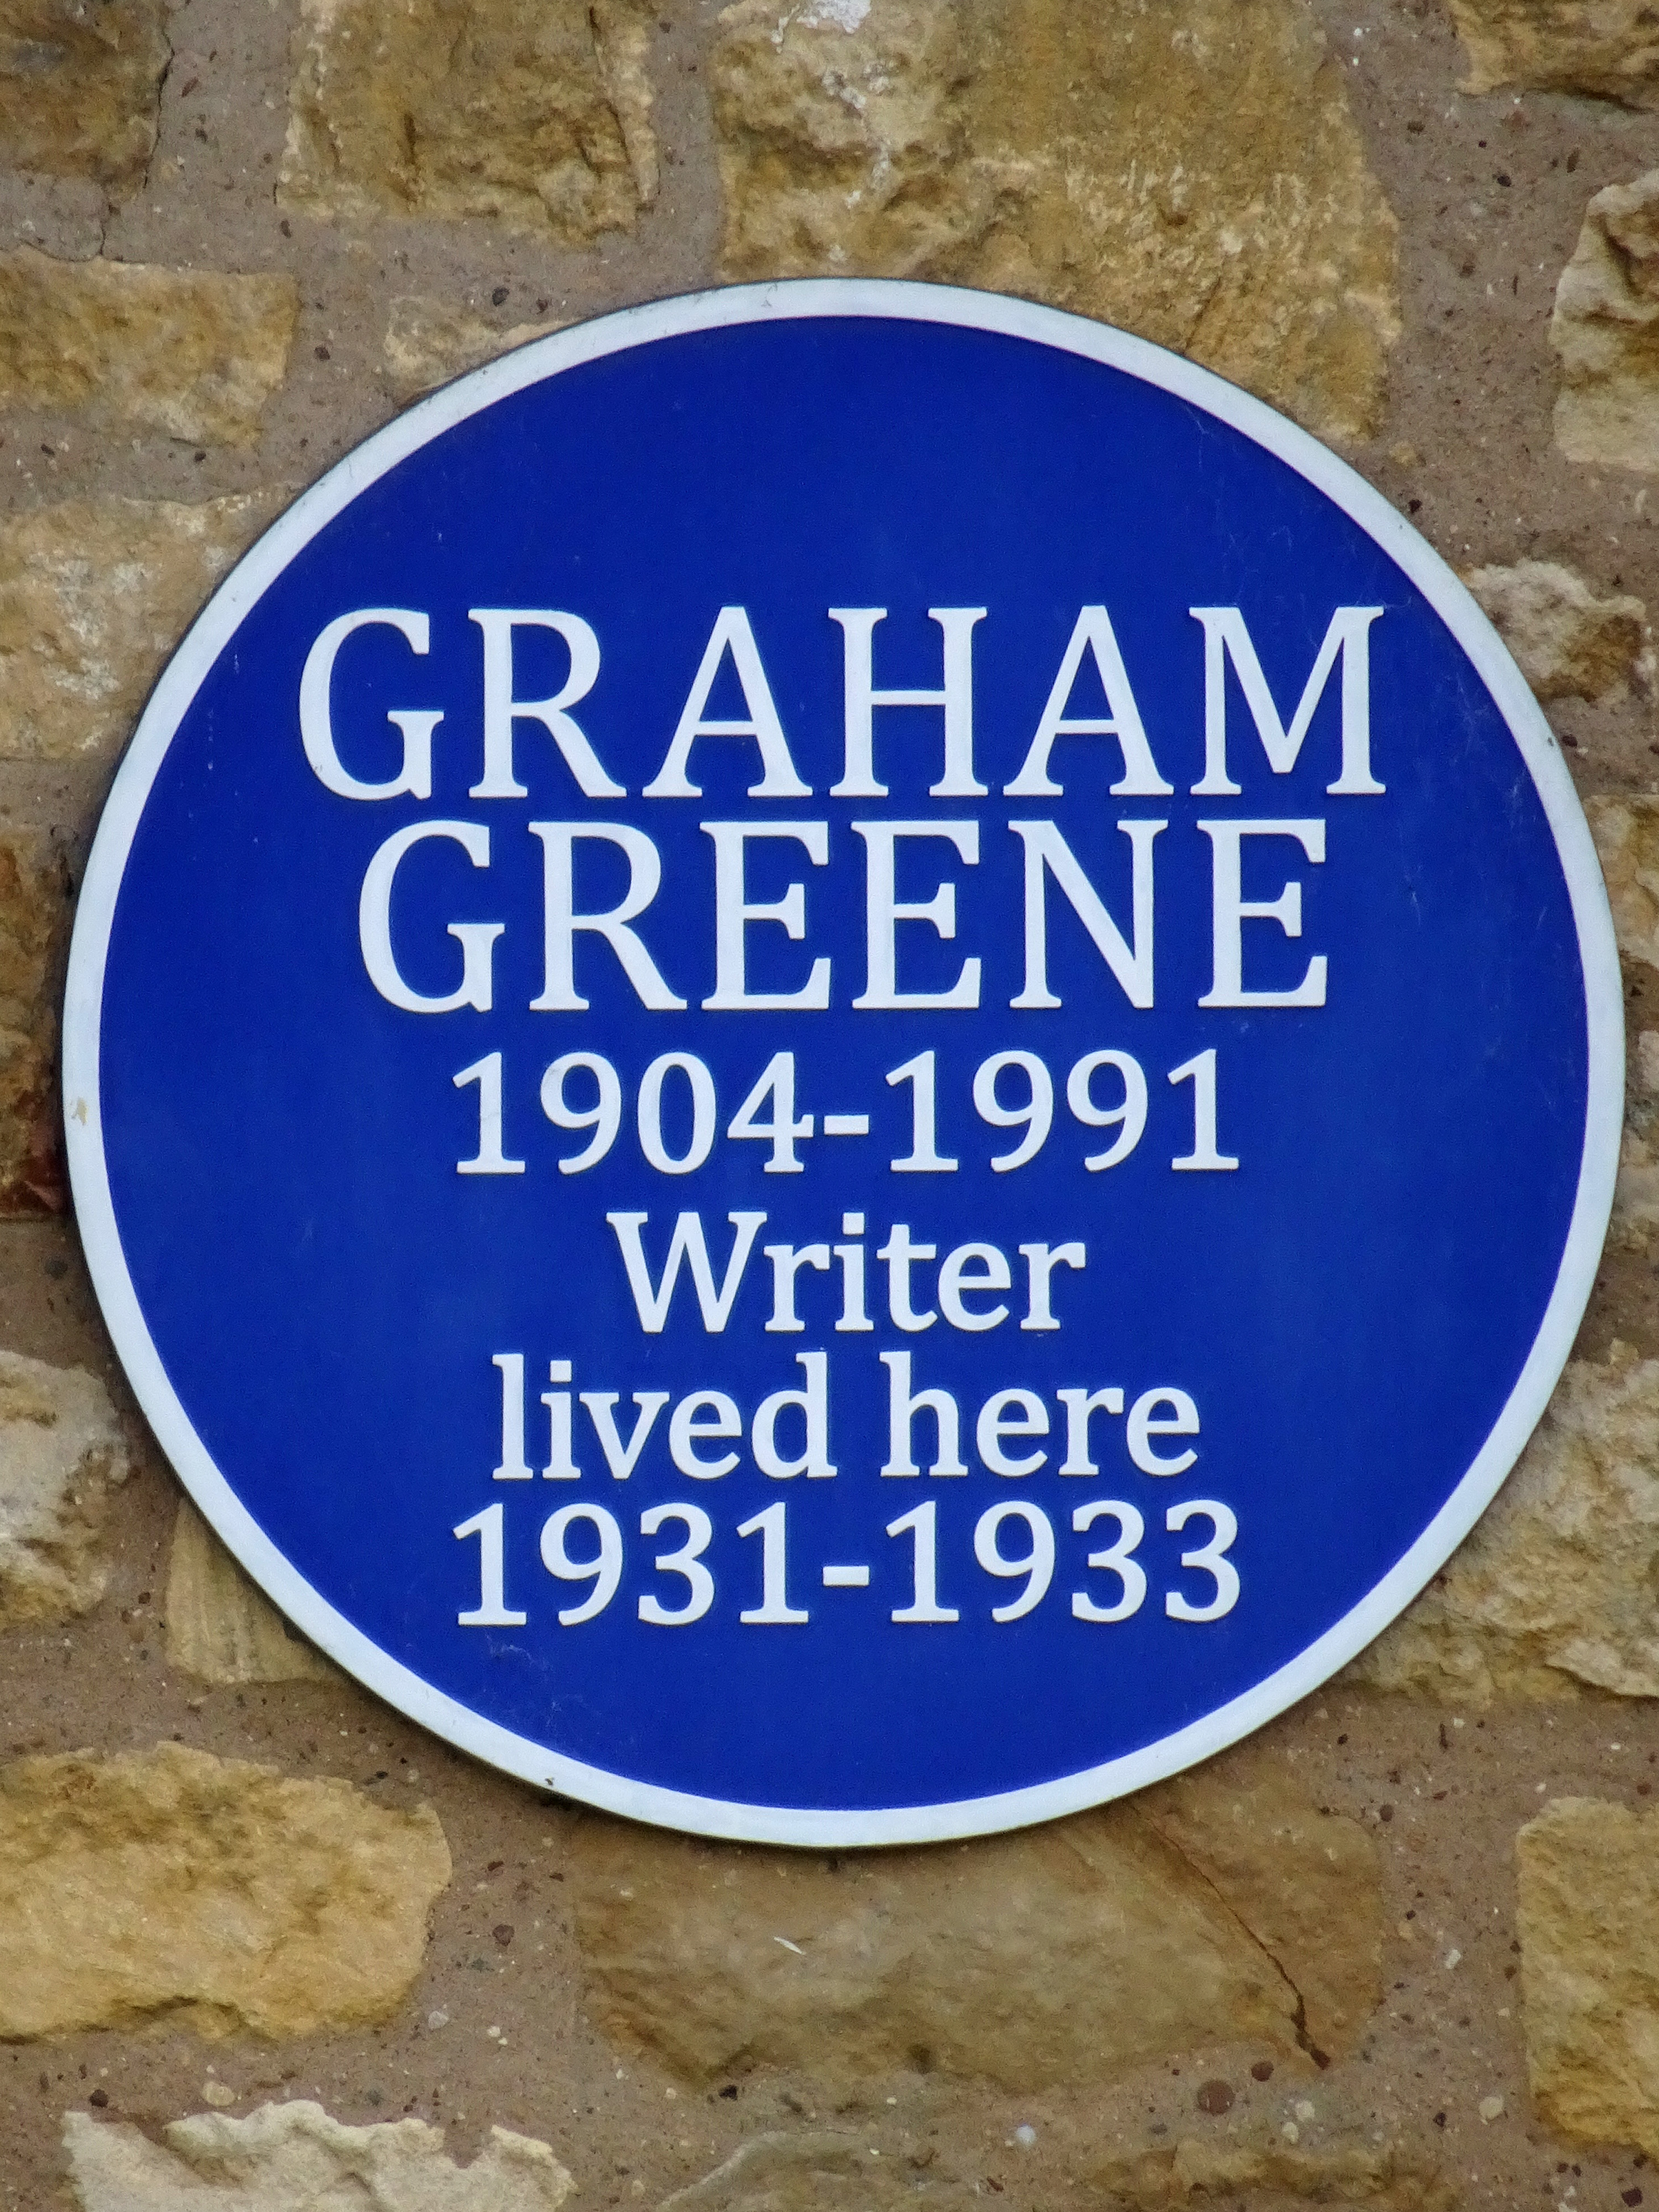 GRAHAM
GREENE
1904-1991
Writer
lived here
1931-1933